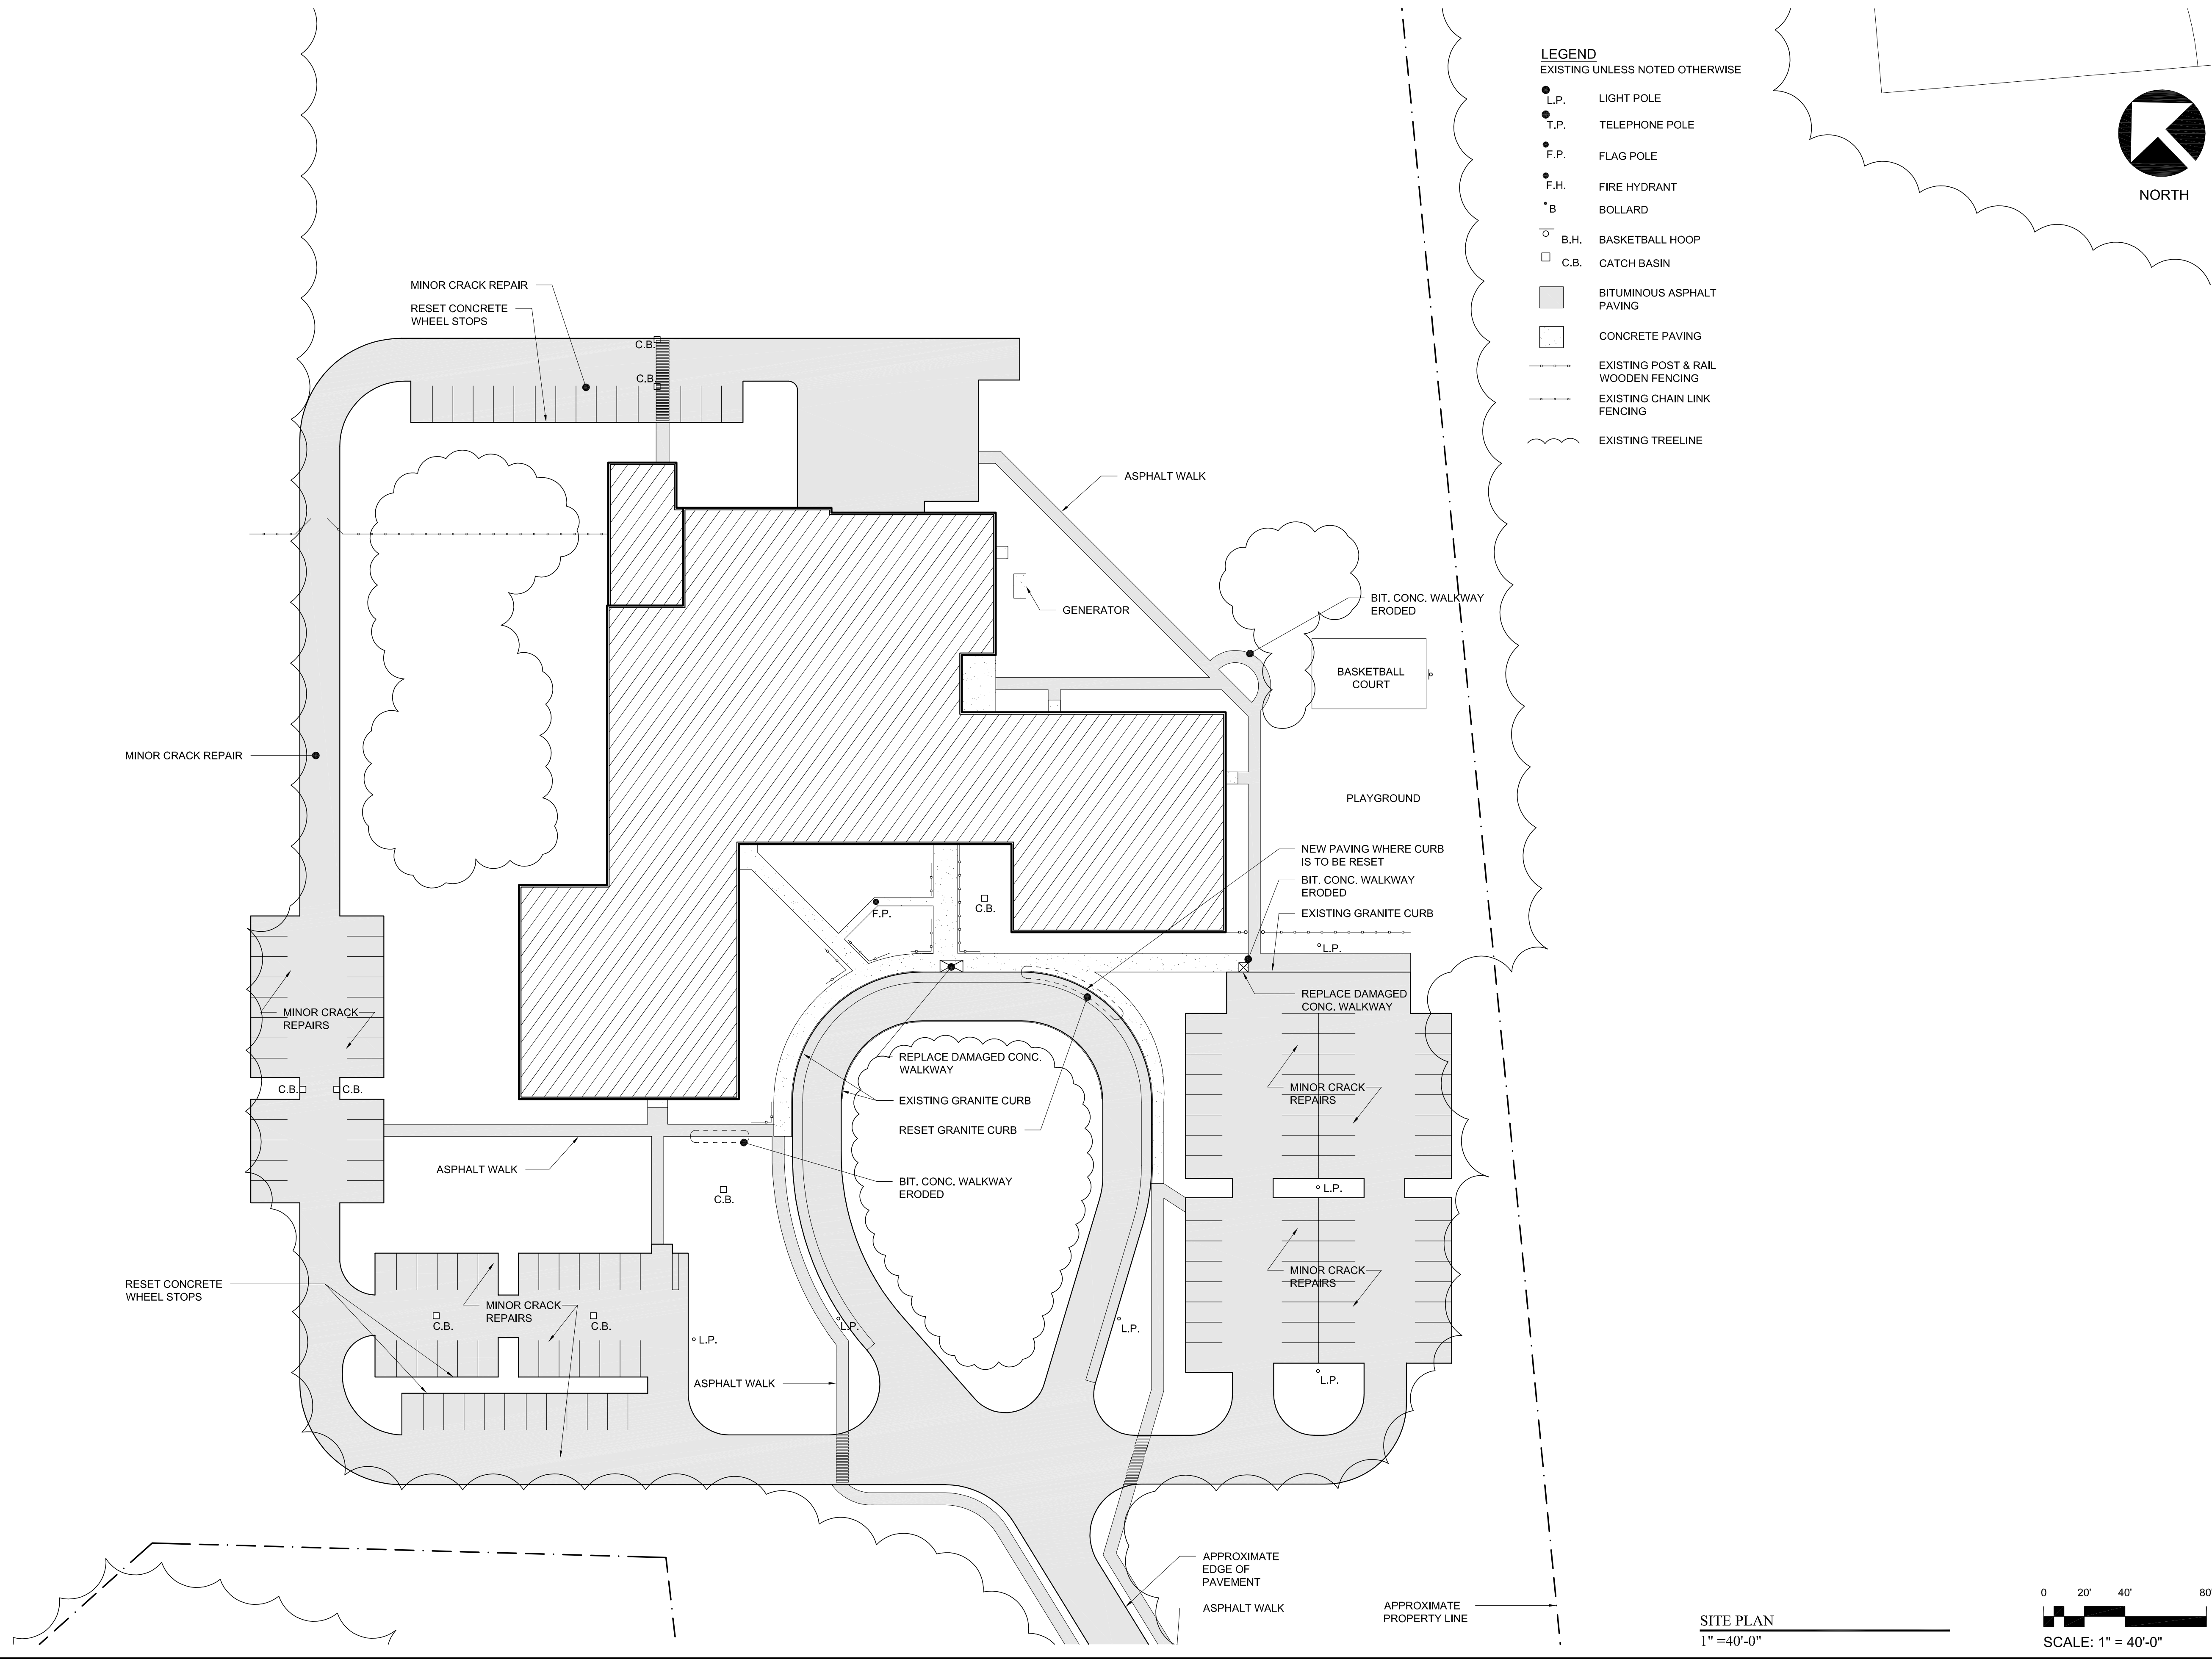 LEGEND
EXISTING UNLESS NOTED OTHERWISE
L.P. LIGHT POLE
T.P. TELEPHONE POLE
F.P. FLAG POLE
F.H. FIRE HYDRANT
B BOLLARD
B.H. BASKETBALL HOOP
C.B. CATCH BASIN
BITUMINOUS ASPHALT
PAVING
CONCRETE PAVING
EXISTING POST & RAIL
WOODEN FENCING
EXISTING CHAIN LINK
FENCING
EXISTING TREELINE
NORTH
MINOR CRACK REPAIR
RESET CONCRETE
WHEEL STOPS
C.B.
C.B.
ASPHALT WALK
GENERATOR
BIT. CONC. WALKWAY
ERODED
BASKETBALL
COURT
MINOR CRACK REPAIR
PLAYGROUND
NEW PAVING WHERE CURB
IS TO BE RESET
BIT. CONC. WALKWAY
ERODED
EXISTING GRANITE CURB
F.P.
C.B.
L.P.
REPLACE DAMAGED
CONC. WALKWAY
MINOR CRACK
REPAIRS
REPLACE DAMAGED CONC.
WALKWAY
EXISTING GRANITE CURB
RESET GRANITE CURB
MINOR CRACK
REPAIRS
C.B.
C.B.
ASPHALT WALK
BIT. CONC. WALKWAY
ERODED
C.B.
L.P.
RESET CONCRETE
WHEEL STOPS
MINOR CRACK
REPAIRS
C.B.
C.B.
L.P.
L.P.
L.P.
MINOR CRACK
REPAIRS
ASPHALT WALK
L.P.
APPROXIMATE
EDGE OF
PAVEMENT
ASPHALT WALK
APPROXIMATE
PROPERTY LINE
SITE PLAN
1" =40'-0"
0 20' 40' 80'
SCALE: 1" = 40'-0"